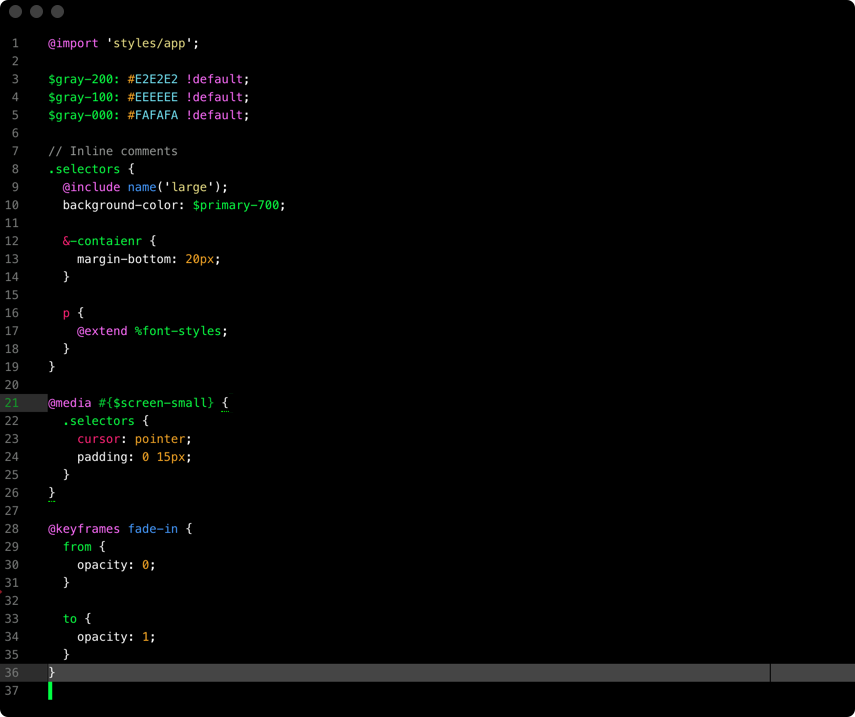 1 @import 'styles/app';
2
3 $gray-200: #E2E2E2 !default;
4 $gray-100: #EEEEEE !default;
5 $gray-000: #FAFAFA !default;
6
7 // Inline comments
8 .selectors {
9   @include name('large');
10   background-color: $primary-700;
11
12   &-contaienr {
13     margin-bottom: 20px;
14   }
15
16   p {
17     @extend %font-styles;
18   }
19 }
20
21 @media #{$screen-small} {
22   .selectors {
23     cursor: pointer;
24     padding: 0 15px;
25   }
26 }
27
28 @keyframes fade-in {
29   from {
30     opacity: 0;
31   }
32
33   to {
34     opacity: 1;
35   }
36 }
37